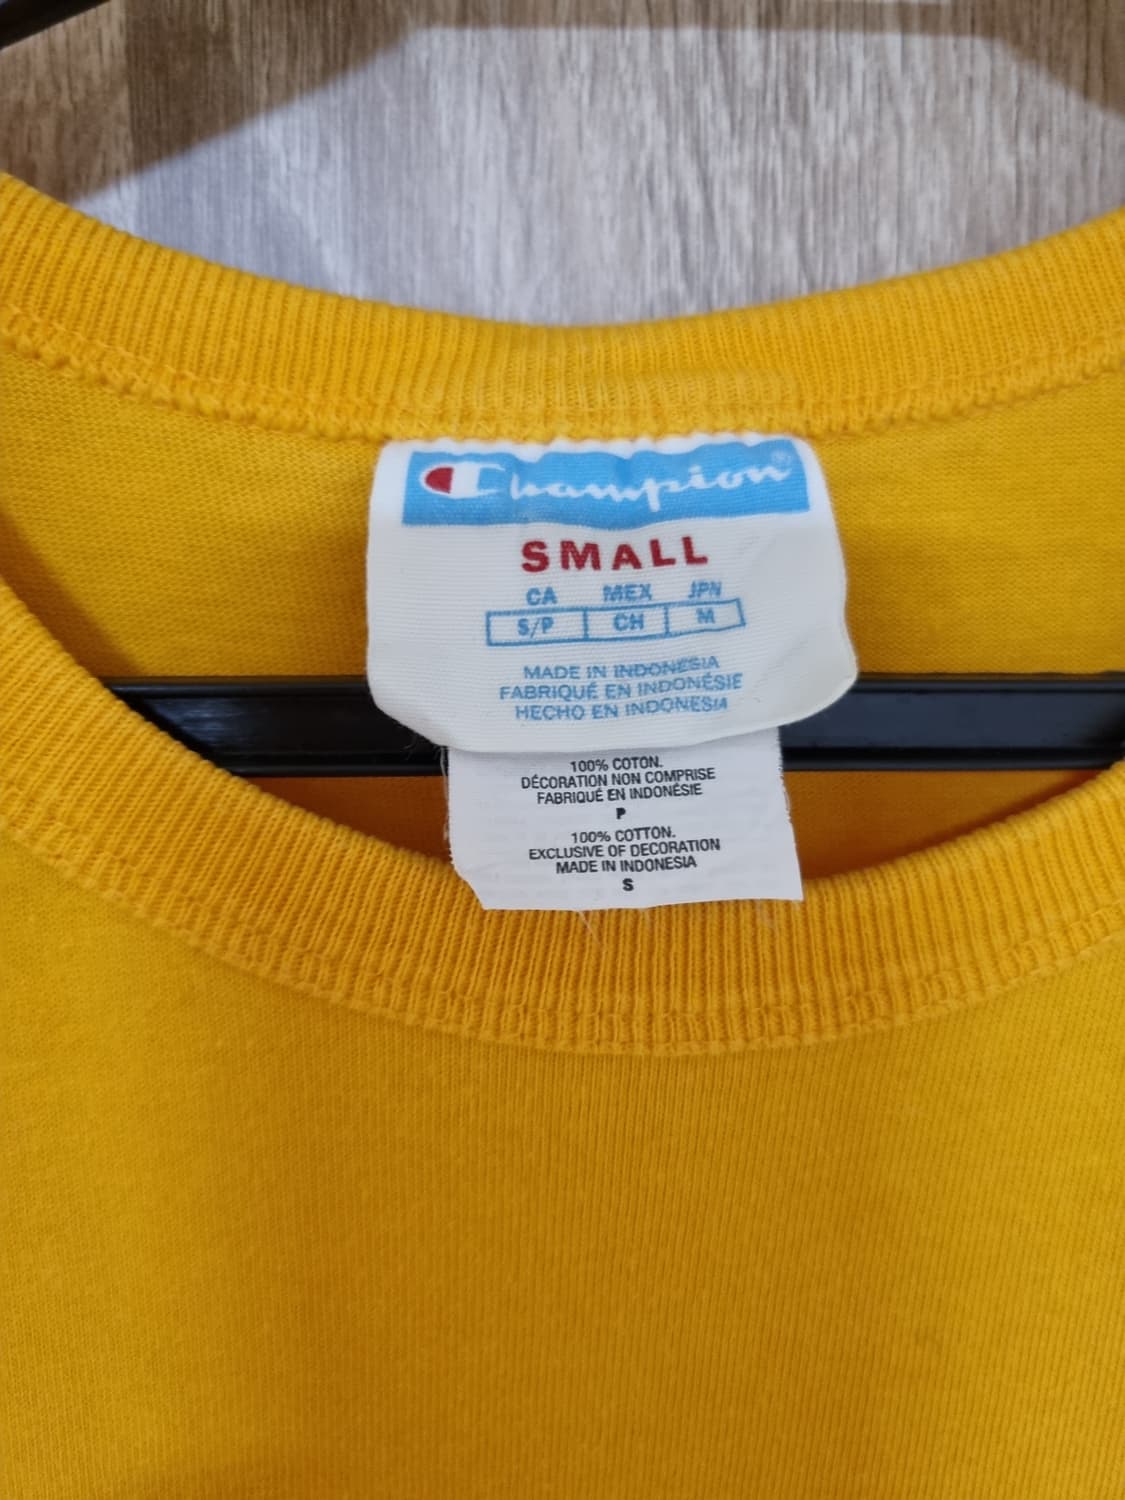 Champion®
SMALL
CA MEX JPN
S/P CH M
MADE IN INDONESIA
FABRIQUÉ EN INDONÉSIE
HECHO EN INDONESIA
100% COTON.
DÉCORATION NON COMPRISE
FABRIQUÉ EN INDONÉSIE
P
100% COTTON.
EXCLUSIVE OF DECORATION
MADE IN INDONESIA
S